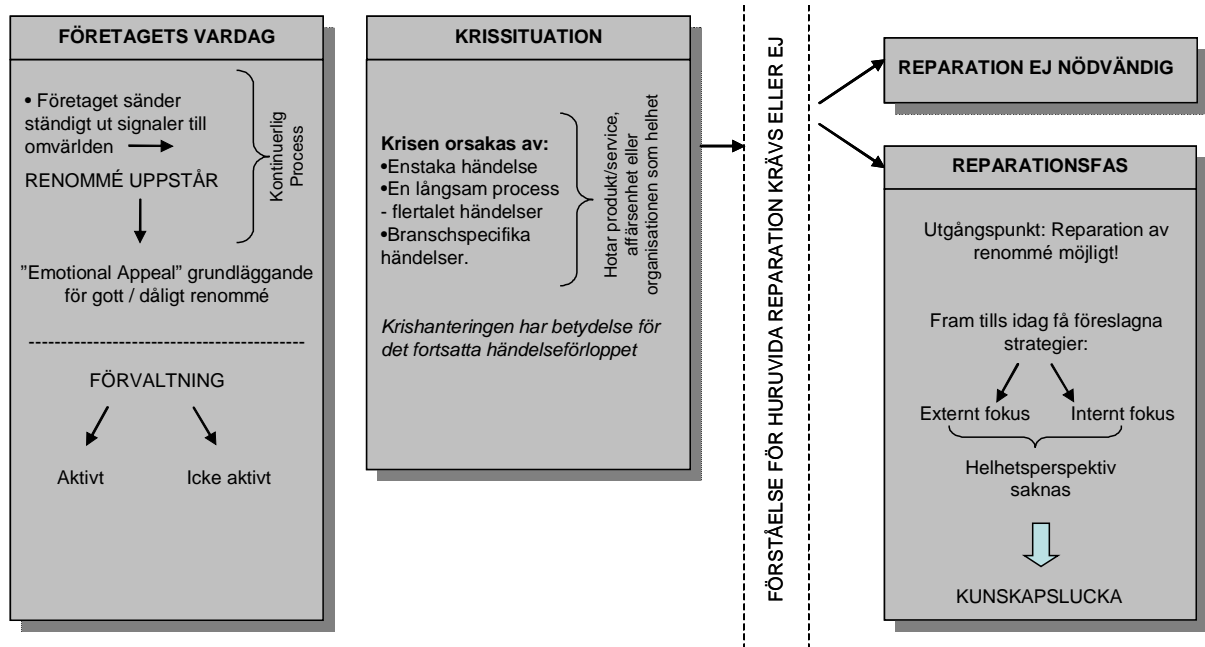 FÖRETAGETS VARDAG
• Företaget sänder
ständigt ut signaler till
omvärlden
RENOMMÉ UPPSTÅR
Kontinuerlig
Process
”Emotional Appeal” grundläggande
för gott / dåligt renommé
FÖRVALTNING
Aktivt
Icke aktivt
KRISSITUATION
Krisen orsakas av:
•Enstaka händelse
•En långsam process
- flertalet händelser
•Branschspecifika
händelser.
Hotar produkt/service,
affärsenhet eller
organisationen som helhet
Krishanteringen har betydelse för
det fortsatta händelseförloppet
FÖRSTÅELSE FÖR HURUVIDA REPARATION KRÄVS ELLER EJ
REPARATION EJ NÖDVÄNDIG
REPARATIONSFAS
Utgångspunkt: Reparation av
renommé möjligt!
Fram tills idag få föreslagna
strategier:
Externt fokus
Internt fokus
Helhetsperspektiv
saknas
KUNSKAPSLUCKA